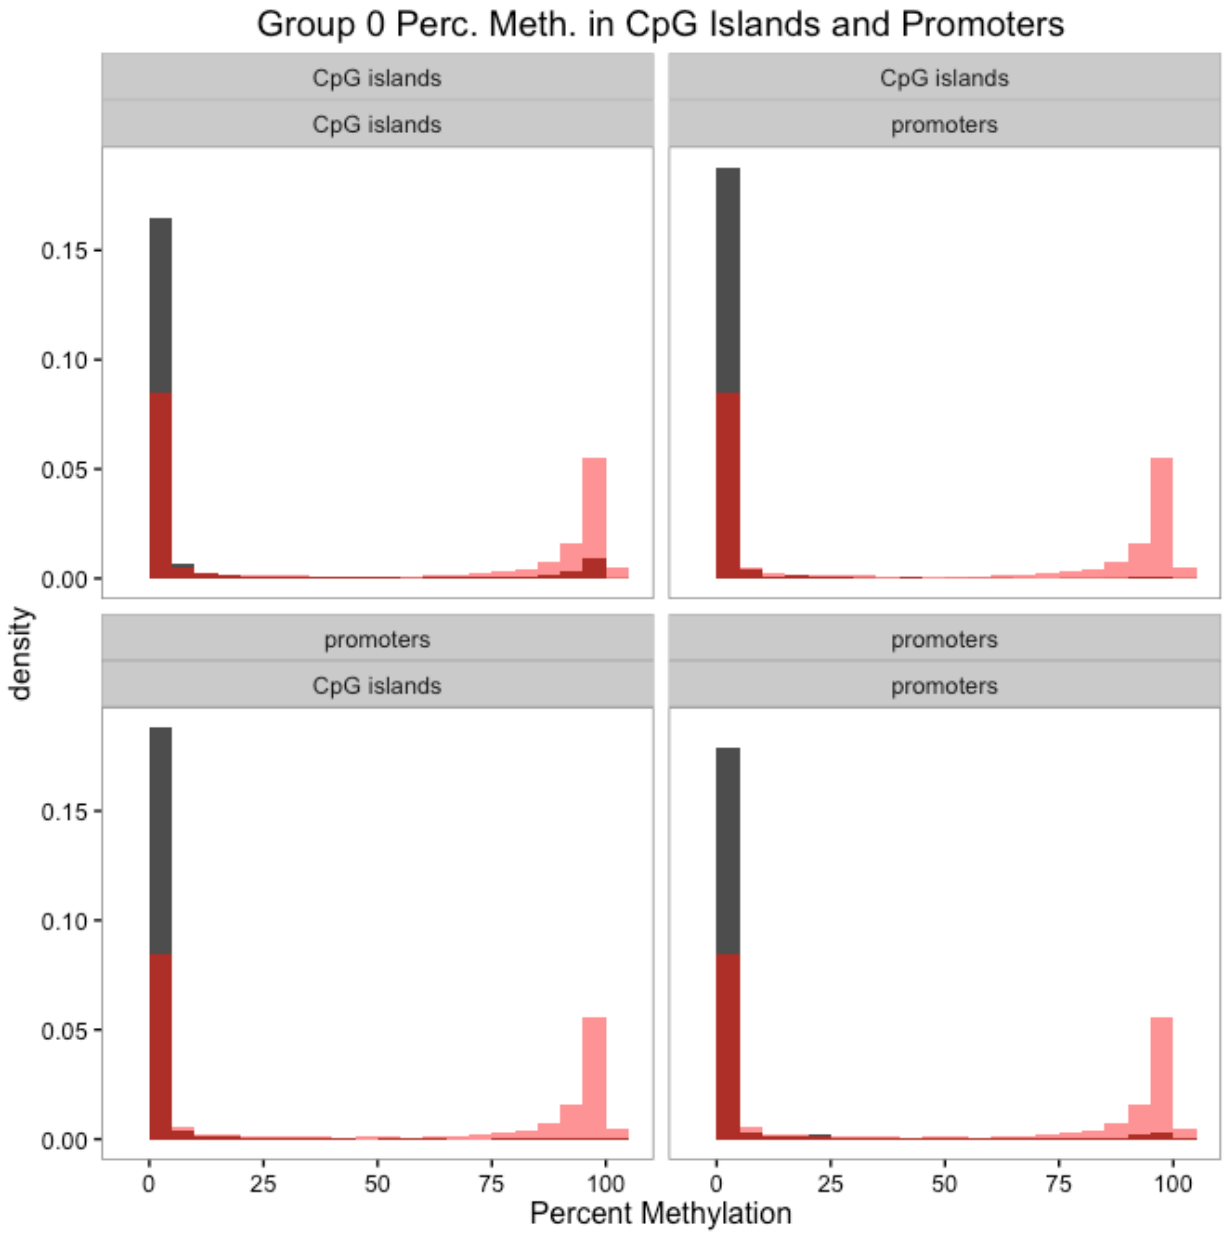 Group 0 Perc. Meth. in CpG Islands and Promoters
CpG islands
CpG islands
CpG islands
promoters
0.15
0.10
0.05
0.00
promoters
CpG islands
promoters
promoters
density
0.15
0.10
0.05
0.00
0 25 50 75 100
0 25 50 75 100
Percent Methylation